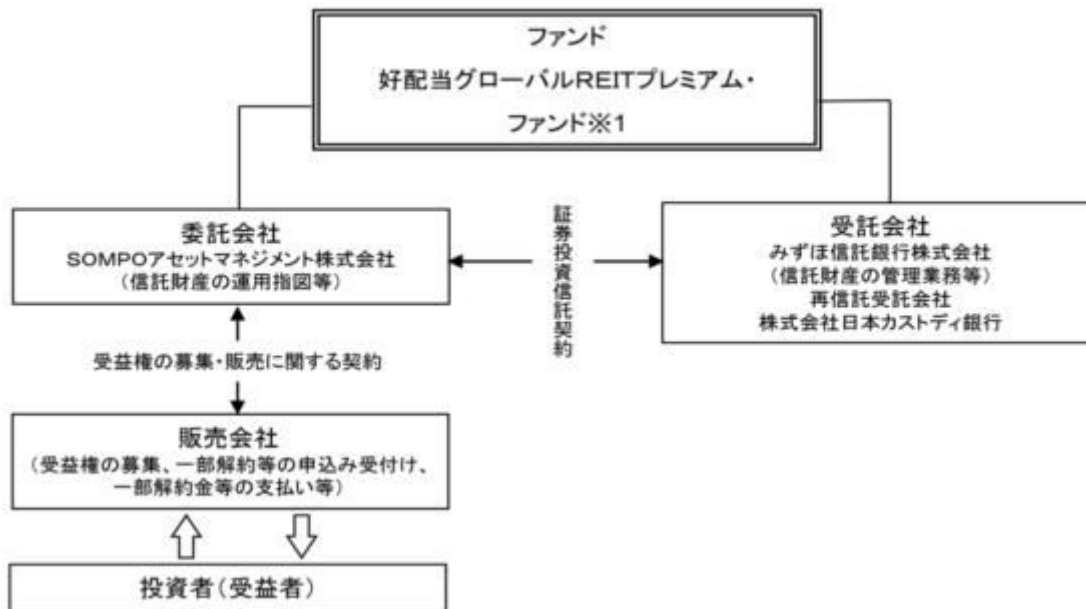 ファンド
好配当グローバルREITプレミアム・
ファンド※1
委託会社
SOMPOアセットマネジメント株式会社
(信託財産の運用指図等)
証券投資信託契約
受託会社
みずほ信託銀行株式会社
(信託財産の管理業務等)
再信託受託会社
株式会社日本カストディ銀行
受益権の募集・販売に関する契約
販売会社
(受益権の募集、一部解約等の申込み受付け、
一部解約金等の支払い等)
投資者(受益者)